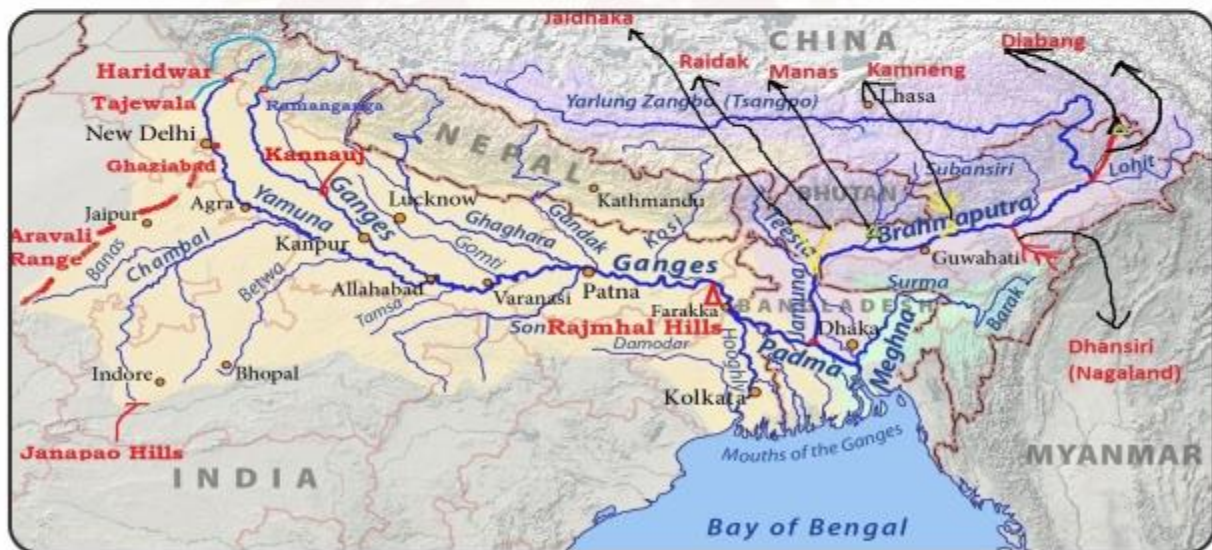 Jaldhaka
CHINA
Diabang
Raidak
Manas
Kamneng
Haridwar
Tajewala
Ramanganga
Yarlung Zangbo (Tsangpo)
Lhasa
New Delhi
NEPAL
Ghaziabad
Kannauj
Subansiri
Lohit
BHUTAN
Lucknow
Kathmandu
Jaipur
Agra
Yamuna
Ganges
Ghaghara
Gandak
Kosi
Teesta
Brahmaputra
Aravali
Range
Banas
Chambal
Kanpur
Gomti
Ganges
Guwahati
Betwa
Allahabad
Varanasi
Patna
Surma
Tamsa
Farakka
BANGLADESH
Jamuna
Barak
Son
Rajmhal Hills
Dhaka
Damodar
Hooghly
Padma
Meghna
Dhansiri
(Nagaland)
Indore
Bhopal
Kolkata
Janapao Hills
Mouths of the Ganges
INDIA
MYANMAR
Bay of Bengal